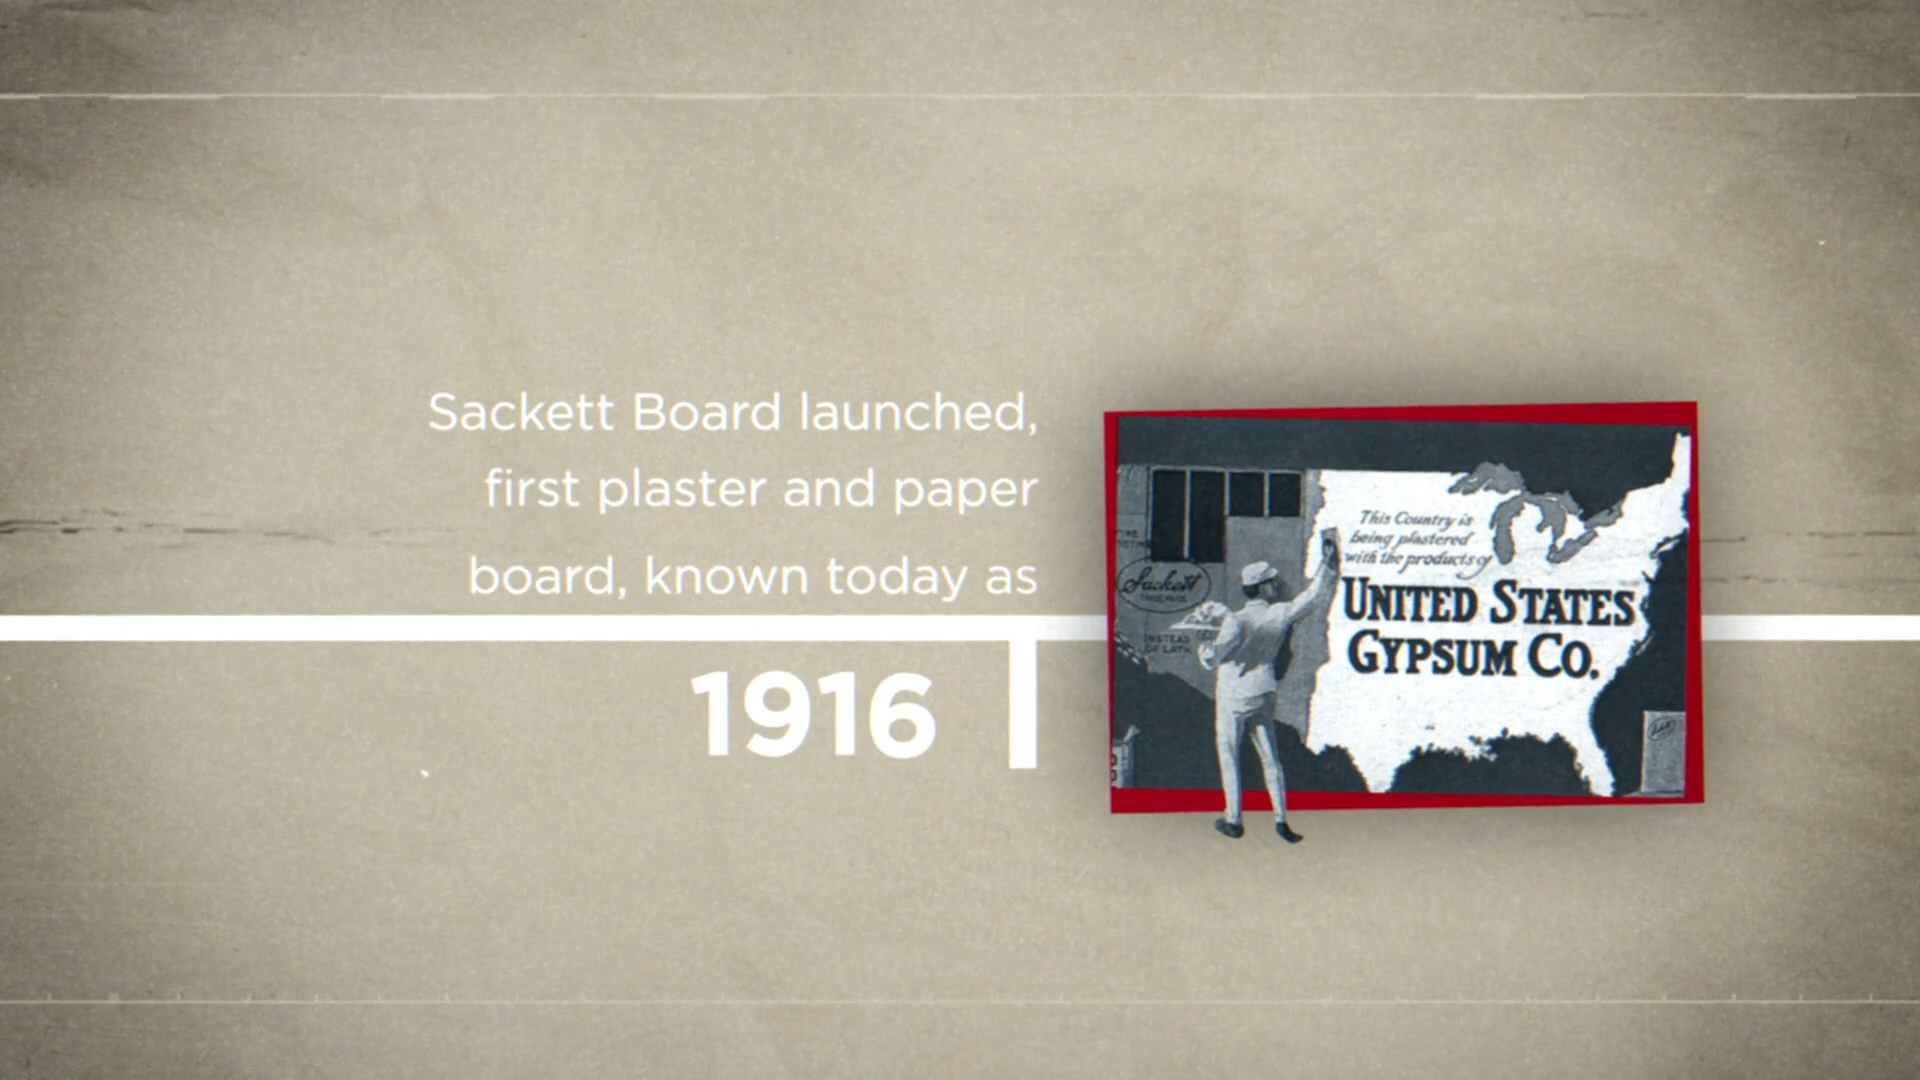 Sackett Board launched,
first plaster and paper
board, known today as
1916
This Country is
being plastered
with the products of
UNITED STATES
GYPSUM CO.
Sackett
INSTEAD
OF LATH